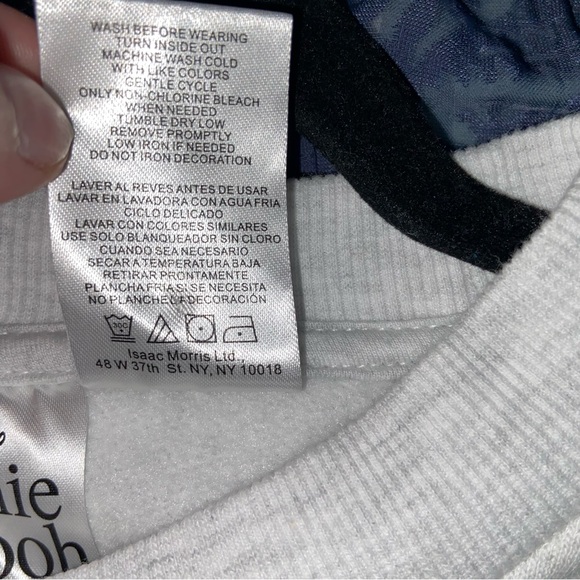 WASH BEFORE WEARING
TURN INSIDE OUT
MACHINE WASH COLD
WITH LIKE COLORS
GENTLE CYCLE
ONLY NON-CHLORINE BLEACH
WHEN NEEDED
TUMBLE DRY LOW
REMOVE PROMPTLY
LOW IRON IF NEEDED
DO NOT IRON DECORATION
LAVER AL REVES ANTES DE USAR
LAVAR EN LAVADORA CON AGUA FRIA
CICLO DELICADO
LAVAR CON COLORES SIMILARES
USE SOLO BLANQUEADOR SIN CLORO
CUANDO SEA NECESARIO
SECAR A TEMPERATURA BAJA
RETIRAR PRONTAMENTE
PLANCHA FRIA SI SE NECESITA
NO PLANCHE LA DECORACIÓN
30C
Isaac Morris Ltd.,
48 W 37th St. NY, NY 10018
nie
ooh